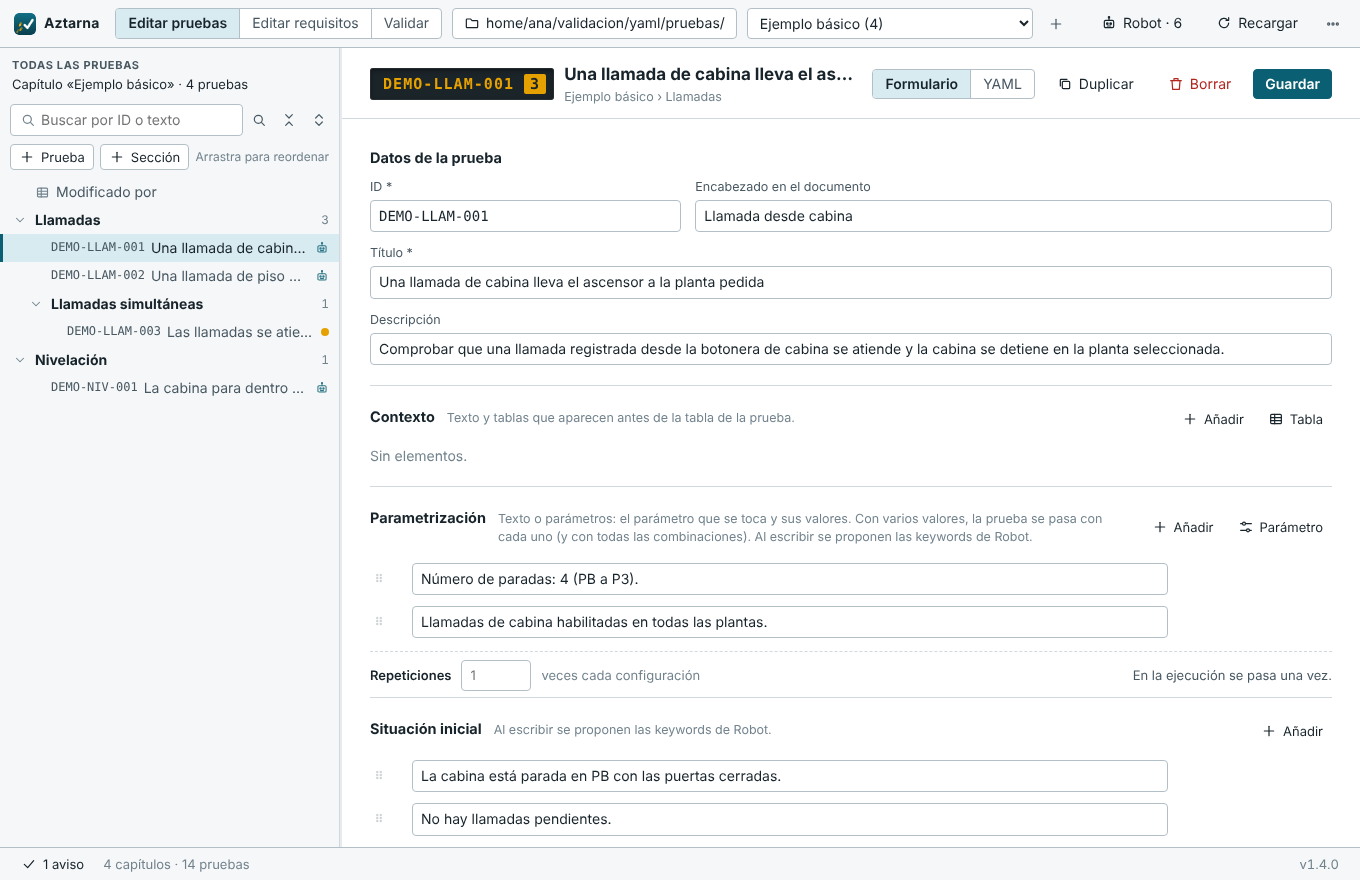 Aztarna
Editar pruebas
Editar requisitos
Validar
home/ana/validacion/yaml/pruebas/
Ejemplo básico (4)
Robot · 6
Recargar
TODAS LAS PRUEBAS
Capítulo «Ejemplo básico» · 4 pruebas
Buscar por ID o texto
Prueba
Sección
Arrastra para reordenar
Modificado por
Llamadas 3
DEMO-LLAM-001 Una llamada de cabin...
DEMO-LLAM-002 Una llamada de piso ...
Llamadas simultáneas 1
DEMO-LLAM-003 Las llamadas se atie...
Nivelación 1
DEMO-NIV-001 La cabina para dentro ...
DEMO-LLAM-001 3
Una llamada de cabina lleva el as...
Ejemplo básico › Llamadas
Formulario
YAML
Duplicar
Borrar
Guardar
Datos de la prueba
ID *
Encabezado en el documento
DEMO-LLAM-001
Llamada desde cabina
Título *
Una llamada de cabina lleva el ascensor a la planta pedida
Descripción
Comprobar que una llamada registrada desde la botonera de cabina se atiende y la cabina se detiene en la planta seleccionada.
Contexto
Texto y tablas que aparecen antes de la tabla de la prueba.
Añadir
Tabla
Sin elementos.
Parametrización
Texto o parámetros: el parámetro que se toca y sus valores. Con varios valores, la prueba se pasa con
cada uno (y con todas las combinaciones). Al escribir se proponen las keywords de Robot.
Añadir
Parámetro
Número de paradas: 4 (PB a P3).
Llamadas de cabina habilitadas en todas las plantas.
Repeticiones 1 veces cada configuración
En la ejecución se pasa una vez.
Situación inicial
Al escribir se proponen las keywords de Robot.
Añadir
La cabina está parada en PB con las puertas cerradas.
No hay llamadas pendientes.
1 aviso
4 capítulos · 14 pruebas
v1.4.0